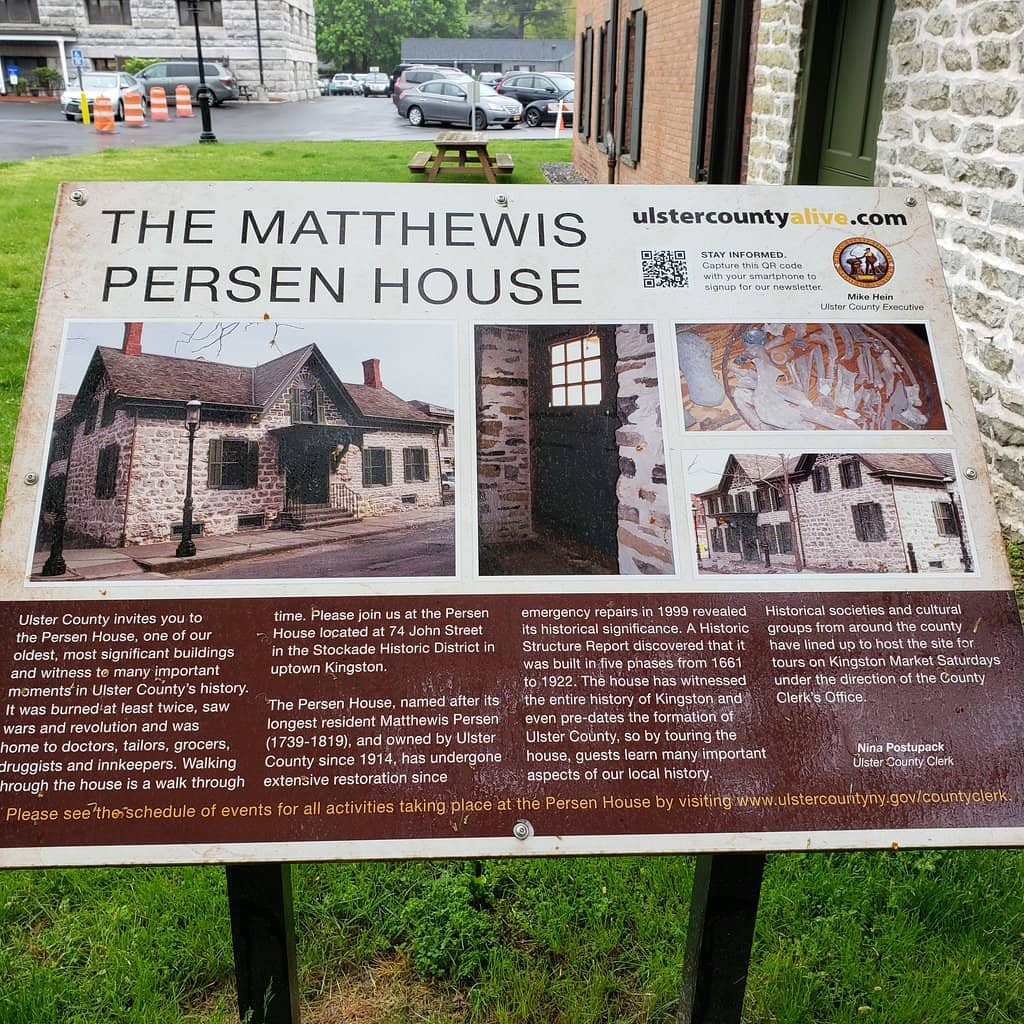 THE MATTHEWIS
PERSEN HOUSE
ulstercountyalive.com
STAY INFORMED.
Capture this QR code
with your smartphone to
signup for our newsletter.
Mike Hein
Ulster County Executive
Ulster County invites you to
the Persen House, one of our
oldest, most significant buildings
and witness to many important
moments in Ulster County's history.
It was burned at least twice, saw
wars and revolution and was
home to doctors, tailors, grocers,
druggists and innkeepers. Walking
through the house is a walk through
time. Please join us at the Persen
House located at 74 John Street
in the Stockade Historic District in
uptown Kingston.
The Persen House, named after its
longest resident Matthewis Persen
(1739-1819), and owned by Ulster
County since 1914, has undergone
extensive restoration since
emergency repairs in 1999 revealed
its historical significance. A Historic
Structure Report discovered that it
was built in five phases from 1661
to 1922. The house has witnessed
the entire history of Kingston and
even pre-dates the formation of
Ulster County, so by touring the
house, guests learn many important
aspects of our local history.
Historical societies and cultural
groups from around the county
have lined up to host the site for
tours on Kingston Market Saturdays
under the direction of the County
Clerk's Office.
Nina Postupack
Ulster County Clerk
Please see the schedule of events for all activities taking place at the Persen House by visiting www.ulstercountyny.gov/countyclerk.